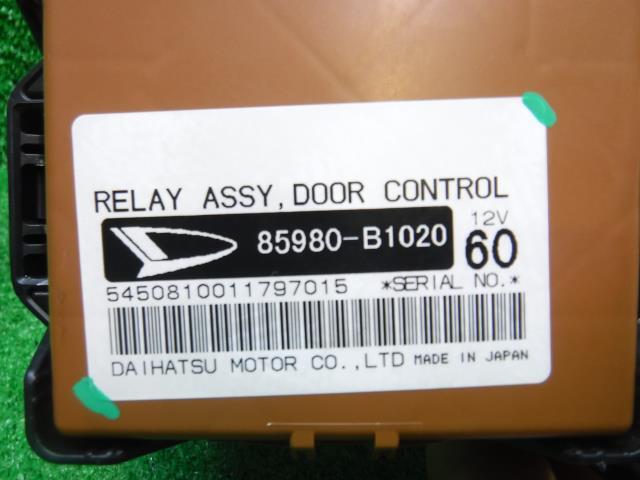 RELAY ASSY, DOOR CONTROL
85980-B1020
12V
60
5450810011797015 *SERIAL NO.*
DAIHATSU MOTOR CO.,LTD MADE IN JAPAN